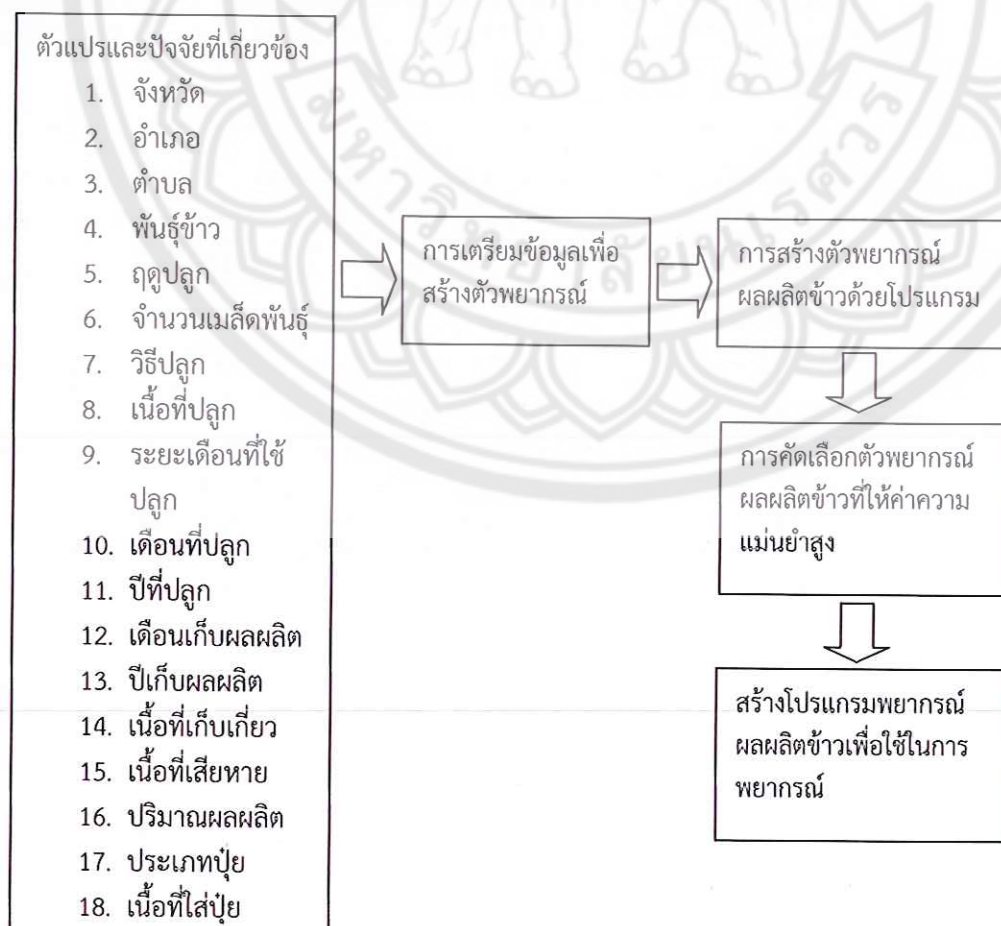 ตัวแปรและปัจจัยที่เกี่ยวข้อง
1. จังหวัด
2. อำเภอ
3. ตำบล
4. พันธุ์ข้าว
5. ฤดูปลูก
6. จำนวนเมล็ดพันธุ์
7. วิธีปลูก
8. เนื้อที่ปลูก
9. ระยะเดือนที่ใช้
ปลูก
10. เดือนที่ปลูก
11. ปีที่ปลูก
12. เดือนเก็บผลผลิต
13. ปีเก็บผลผลิต
14. เนื้อที่เก็บเกี่ยว
15. เนื้อที่เสียหาย
16. ปริมาณผลผลิต
17. ประเภทปุ๋ย
18. เนื้อที่ใส่ปุ๋ย
การเตรียมข้อมูลเพื่อ
สร้างตัวพยากรณ์
การสร้างตัวพยากรณ์
ผลผลิตข้าวด้วยโปรแกรม
การคัดเลือกตัวพยากรณ์
ผลผลิตข้าวที่ให้ค่าความ
แม่นยำสูง
สร้างโปรแกรมพยากรณ์
ผลผลิตข้าวเพื่อใช้ในการ
พยากรณ์
มหาวิทยาลัยนเรศวร